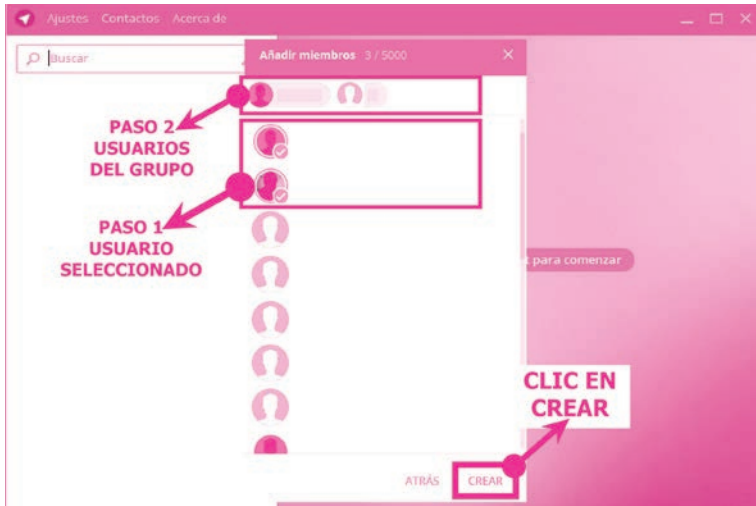 Ajustes Contactos Acerca de
Buscar
Añadir miembros 3 / 5000
PASO 2
USUARIOS
DEL GRUPO
PASO 1
USUARIO
SELECCIONADO
para comenzar
CLIC EN
CREAR
ATRÁS CREAR